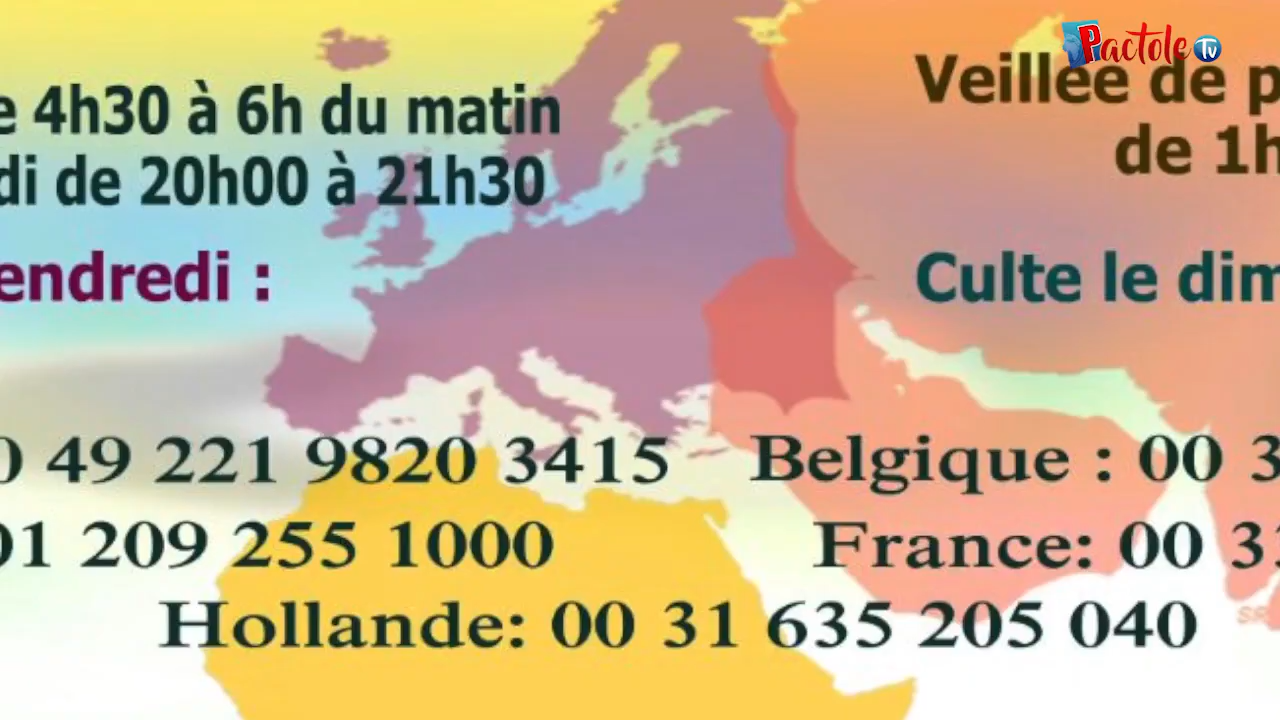 Pactole Tv
e 4h30 à 6h du matin
di de 20h00 à 21h30
Veillée de p
de 1h
endredi :
Culte le dim
0 49 221 9820 3415
Belgique : 00 3
01 209 255 1000
France: 00 33
Hollande: 00 31 635 205 040